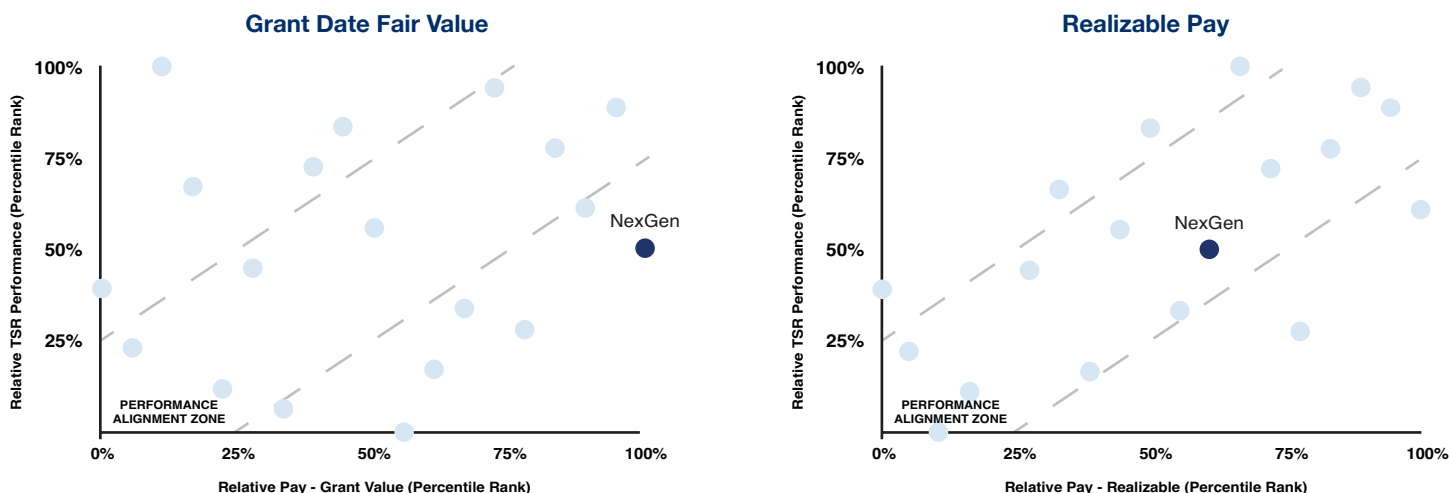 Grant Date Fair Value
Relative TSR Performance (Percentile Rank)
100%
75%
50%
25%
NexGen
PERFORMANCE
ALIGNMENT ZONE
0%
25%
50%
75%
100%
Relative Pay - Grant Value (Percentile Rank)
Realizable Pay
Relative TSR Performance (Percentile Rank)
100%
75%
50%
25%
NexGen
PERFORMANCE
ALIGNMENT ZONE
0%
25%
50%
75%
100%
Relative Pay - Realizable (Percentile Rank)